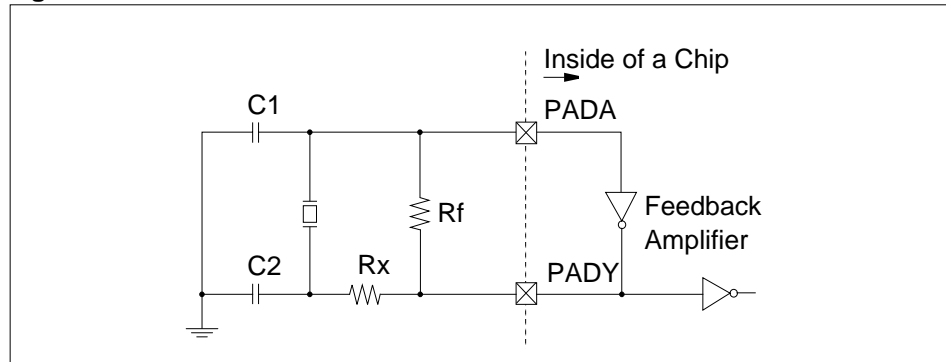 Inside of a Chip
C1
PADA
Rf
Feedback
Amplifier
C2
Rx
PADY